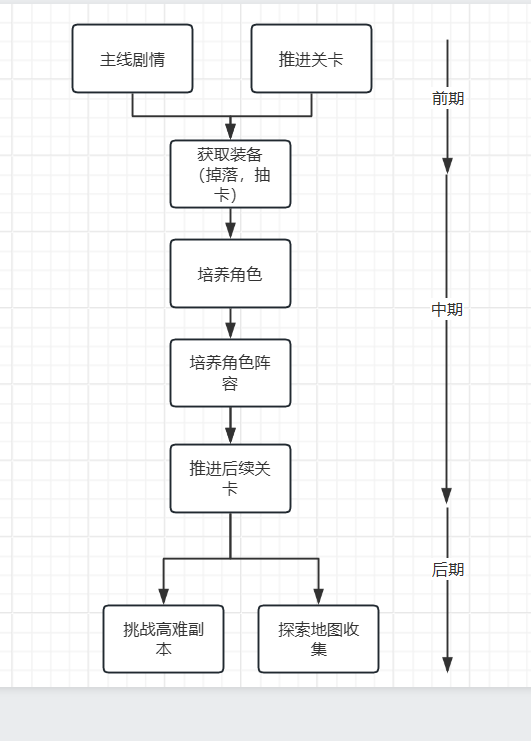 主线剧情
推进关卡
前期
获取装备
（掉落，抽
卡）
培养角色
中期
培养角色阵
容
推进后续关
卡
后期
挑战高难副
本
探索地图收
集